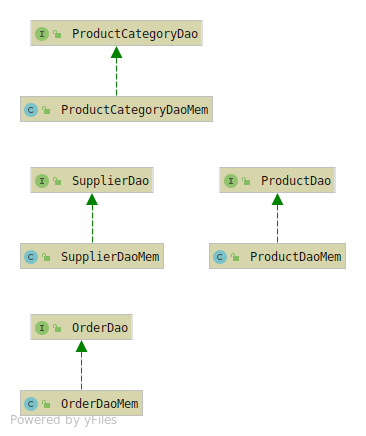 I ProductCategoryDao
C ProductCategoryDaoMem
I SupplierDao
I ProductDao
C SupplierDaoMem
C ProductDaoMem
I OrderDao
C OrderDaoMem
Powered by yFiles